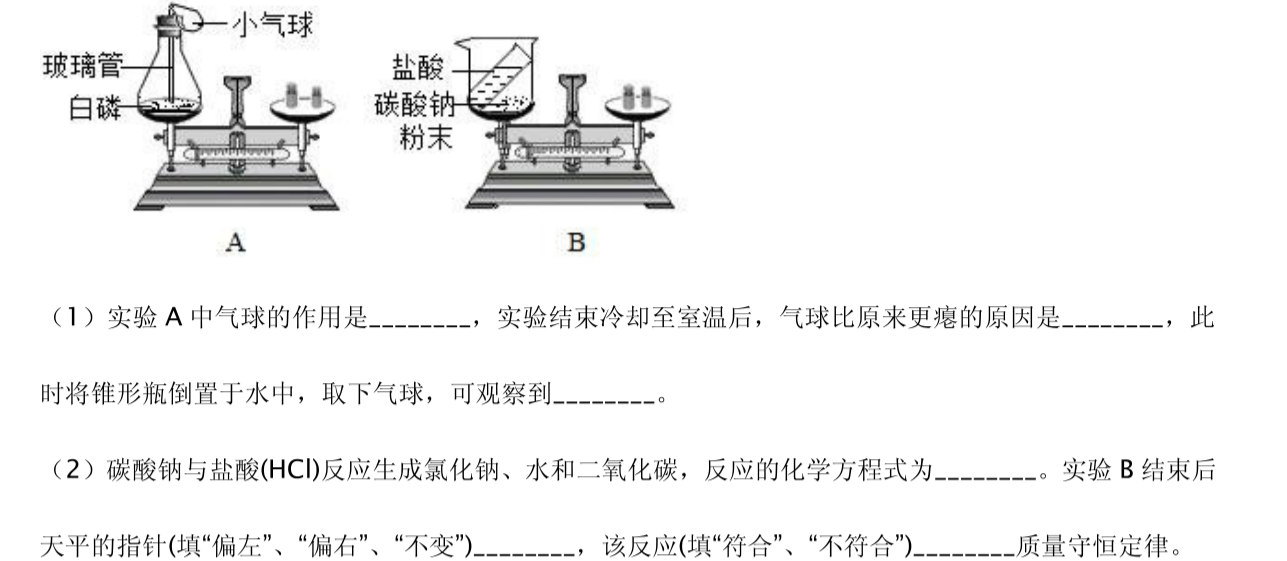 小气球
玻璃管
白磷
盐酸
碳酸钠
粉末
A
B
（1）实验 A 中气球的作用是________，实验结束冷却至室温后，气球比原来更瘪的原因是________，此
时将锥形瓶倒置于水中，取下气球，可观察到________。
（2）碳酸钠与盐酸(HCl)反应生成氯化钠、水和二氧化碳，反应的化学方程式为________。实验 B 结束后
天平的指针(填“偏左”、“偏右”、“不变”)________，该反应(填“符合”、“不符合”)________质量守恒定律。